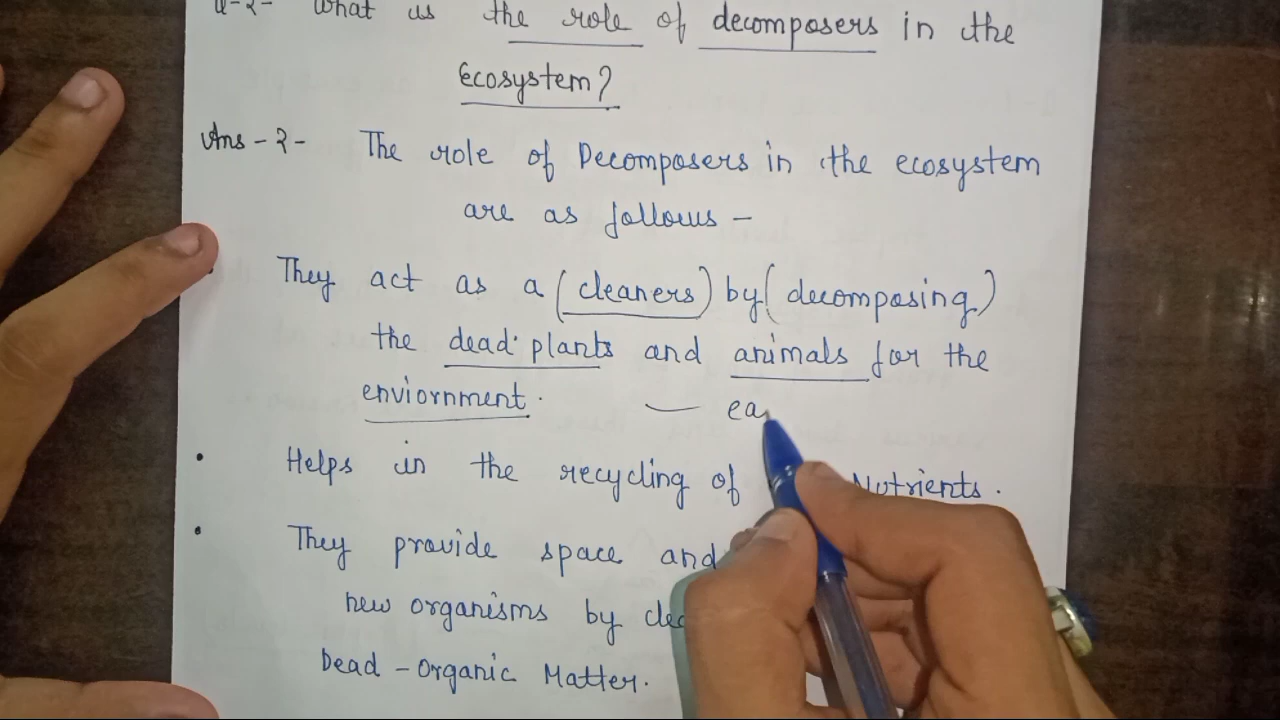 What is the role of decomposers in the
Ecosystem?
Ans-2- The role of Decomposers in the ecosystem
are as follows -
• They act as a (cleaners) by (decomposing)
the dead plants and animals for the
enviornment. — ea
• Helps in the recycling of Nutrients.
• They provide space and
new organisms by
Dead-Organic Matter.